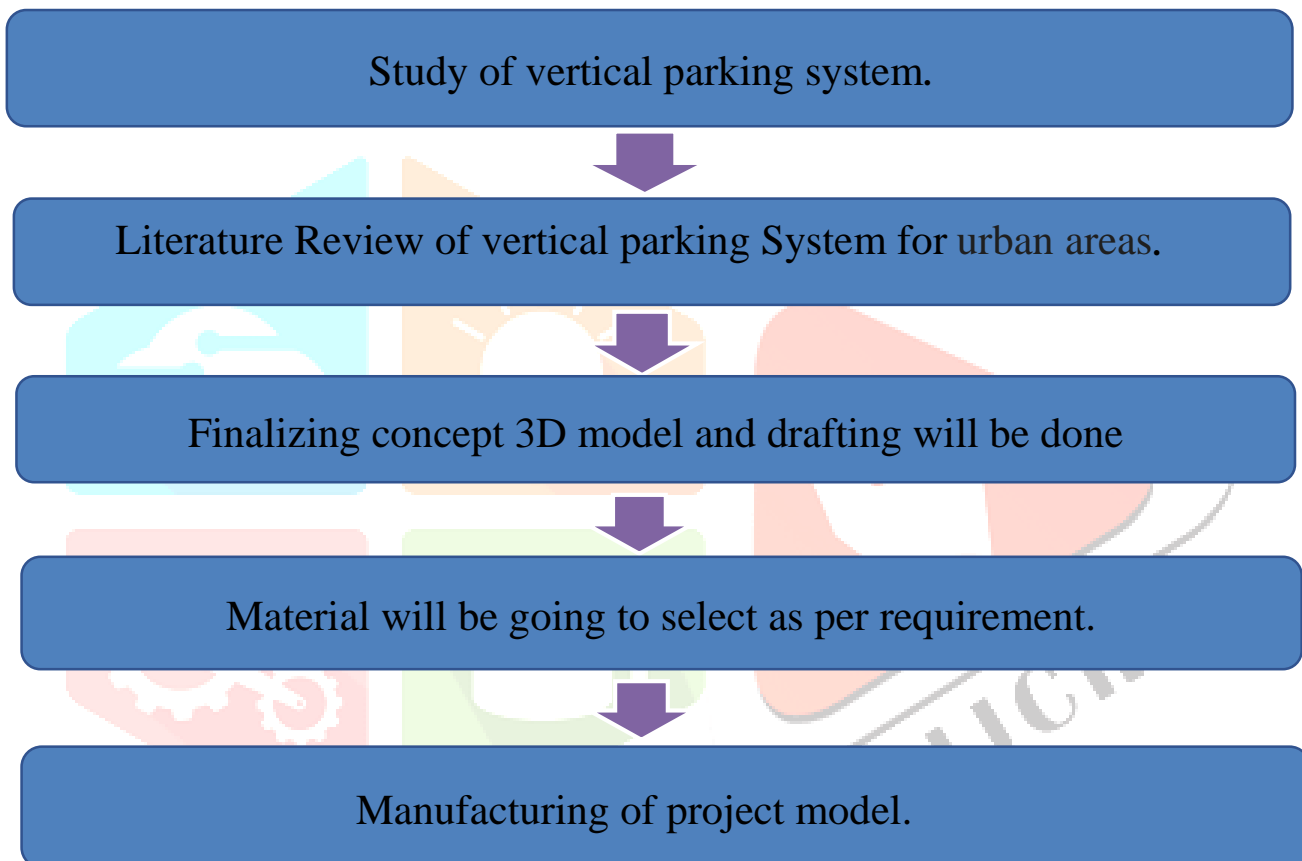 Study of vertical parking system.
Literature Review of vertical parking System for urban areas.
Finalizing concept 3D model and drafting will be done
Material will be going to select as per requirement.
Manufacturing of project model.